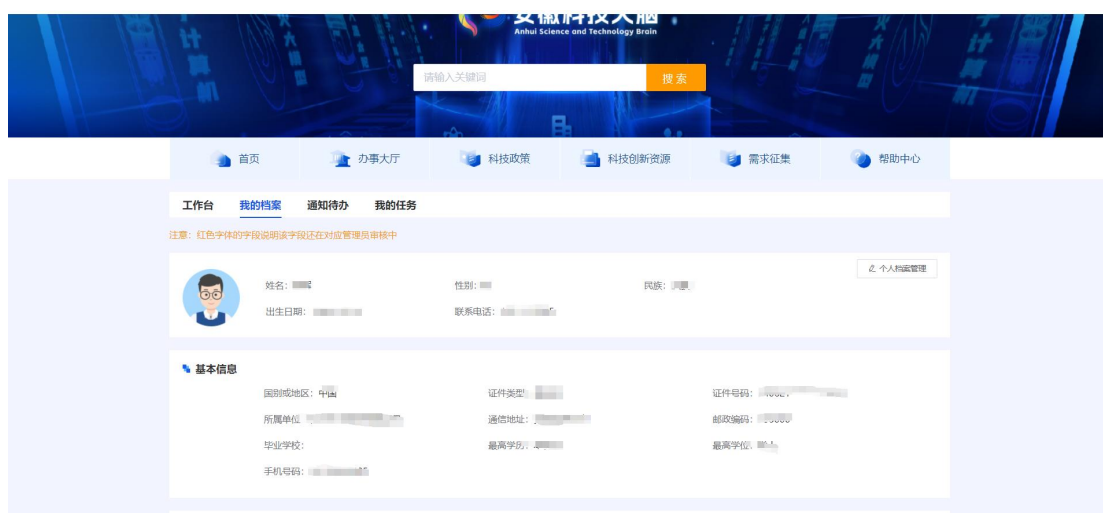 安徽科技大脑
Anhui Science and Technology Brain
请输入关键词 搜索
首页 办事大厅 科技政策 科技创新资源 需求征集 帮助中心
工作台 我的档案 通知待办 我的任务
注意：红色字体的字段说明该字段还在对应管理员审核中
个人档案管理
姓名： 性别： 民族：
出生日期： 联系电话：
基本信息
国别或地区：中国 证件类型： 证件号码：
所属单位 通信地址： 邮政编码：
毕业学校： 最高学历： 最高学位：
手机号码：